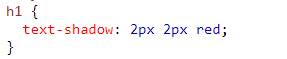 h1 {
  text-shadow: 2px 2px red;
}